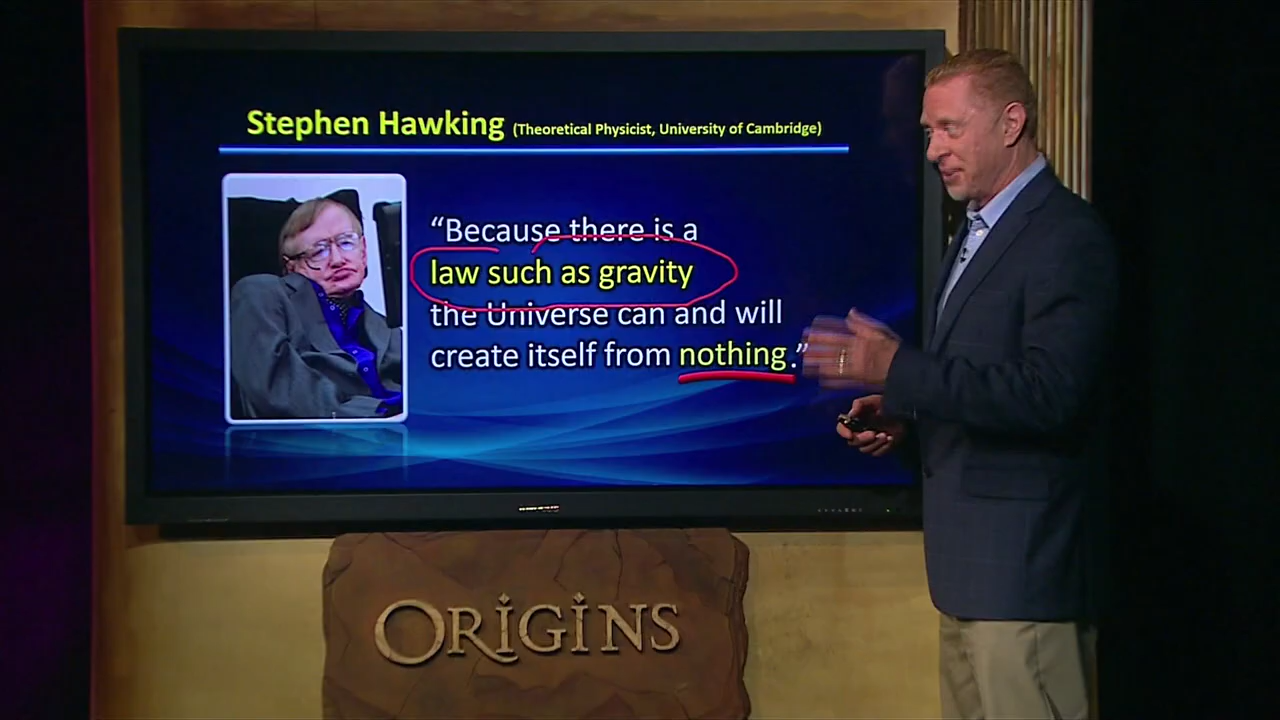 Stephen Hawking (Theoretical Physicist, University of Cambridge)
“Because there is a
law such as gravity
the Universe can and will
create itself from nothing.”
ORIGINS